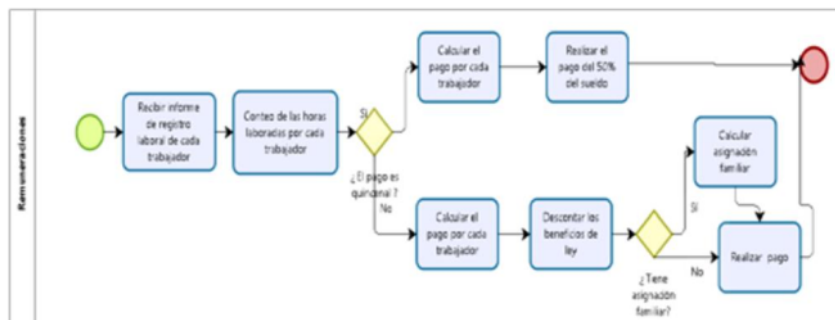 Remuneraciones
Recibir informe
de registro
laboral de cada
trabajador
Conteo de las horas
laboradas por cada
trabajador
¿El pago es
quincenal ?
Si
Calcular el
pago por cada
trabajador
Realizar el
pago del 50%
del sueldo
No
Calcular el
pago por cada
trabajador
Descontar los
beneficios de
ley
¿Tiene
asignación
familiar?
Si
Calcular
asignación
familiar
No
Realizar pago